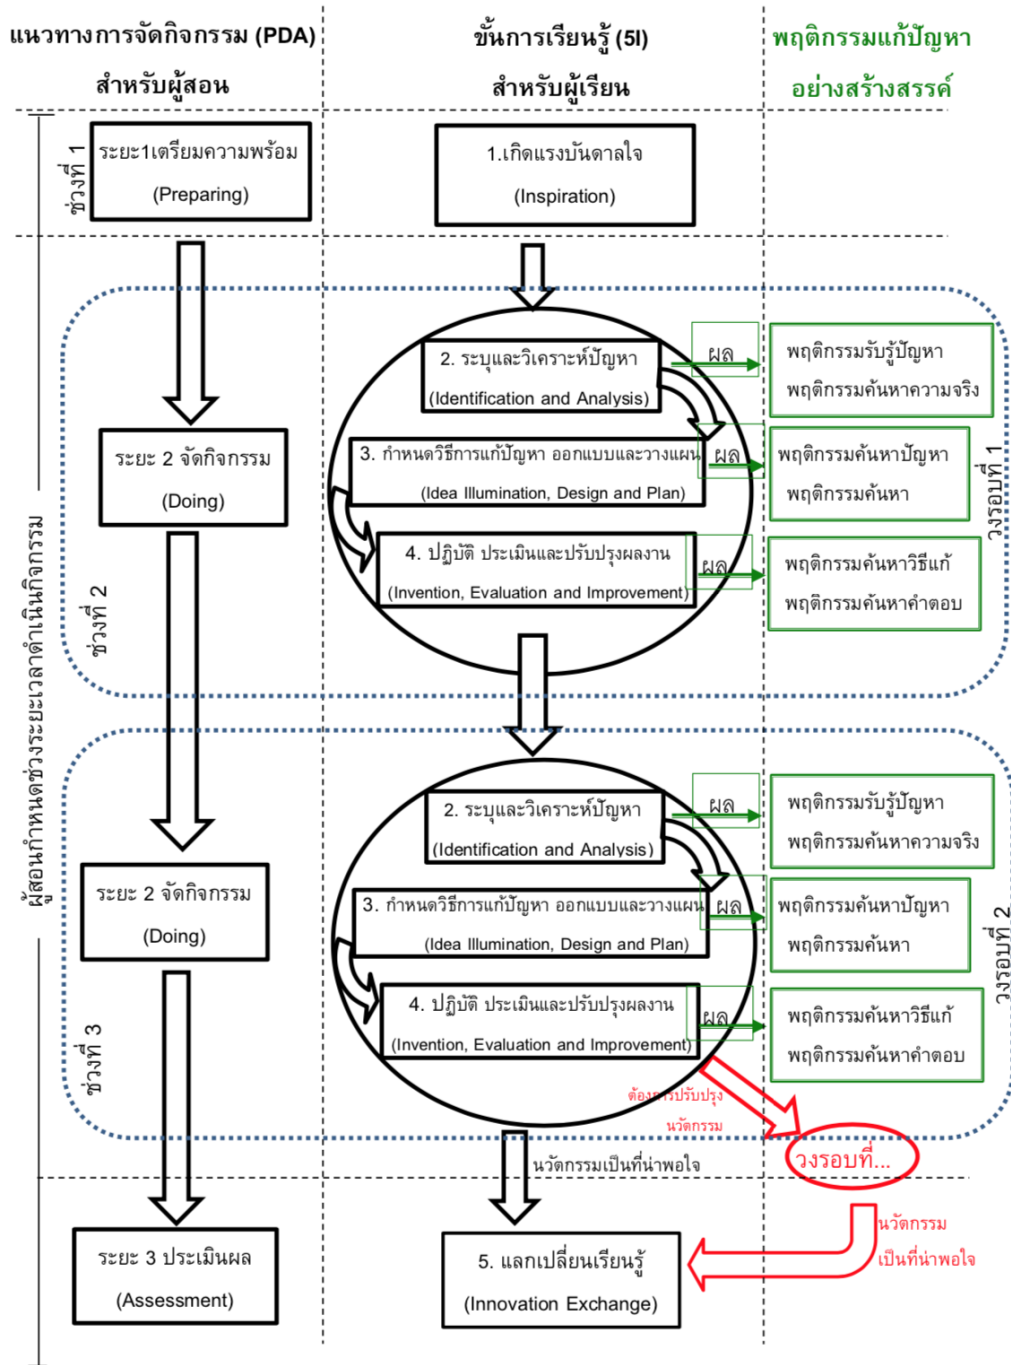 แนวทางการจัดกิจกรรม (PDA)
สำหรับผู้สอน
ขั้นการเรียนรู้ (5I)
สำหรับผู้เรียน
พฤติกรรมแก้ปัญหา
อย่างสร้างสรรค์
ผู้สอนกำหนดช่วงระยะเวลาดำเนินกิจกรรม
ช่วงที่ 1
ระยะ1เตรียมความพร้อม
(Preparing)
1.เกิดแรงบันดาลใจ
(Inspiration)
ช่วงที่ 2
ระยะ 2 จัดกิจกรรม
(Doing)
2. ระบุและวิเคราะห์ปัญหา
(Identification and Analysis)
ผล
พฤติกรรมรับรู้ปัญหา
พฤติกรรมค้นหาความจริง
3. กำหนดวิธีการแก้ปัญหา ออกแบบและวางแผน
(Idea Illumination, Design and Plan)
ผล
พฤติกรรมค้นหาปัญหา
พฤติกรรมค้นหา
4. ปฏิบัติ ประเมินและปรับปรุงผลงาน
(Invention, Evaluation and Improvement)
ผล
พฤติกรรมค้นหาวิธีแก้
พฤติกรรมค้นหาคำตอบ
วงรอบที่ 1
ช่วงที่ 3
ระยะ 2 จัดกิจกรรม
(Doing)
2. ระบุและวิเคราะห์ปัญหา
(Identification and Analysis)
ผล
พฤติกรรมรับรู้ปัญหา
พฤติกรรมค้นหาความจริง
3. กำหนดวิธีการแก้ปัญหา ออกแบบและวางแผน
(Idea Illumination, Design and Plan)
ผล
พฤติกรรมค้นหาปัญหา
พฤติกรรมค้นหา
4. ปฏิบัติ ประเมินและปรับปรุงผลงาน
(Invention, Evaluation and Improvement)
ผล
พฤติกรรมค้นหาวิธีแก้
พฤติกรรมค้นหาคำตอบ
วงรอบที่ 2
ต้องการปรับปรุง
นวัตกรรม
วงรอบที่...
นวัตกรรมเป็นที่น่าพอใจ
นวัตกรรม
เป็นที่น่าพอใจ
ระยะ 3 ประเมินผล
(Assessment)
5. แลกเปลี่ยนเรียนรู้
(Innovation Exchange)